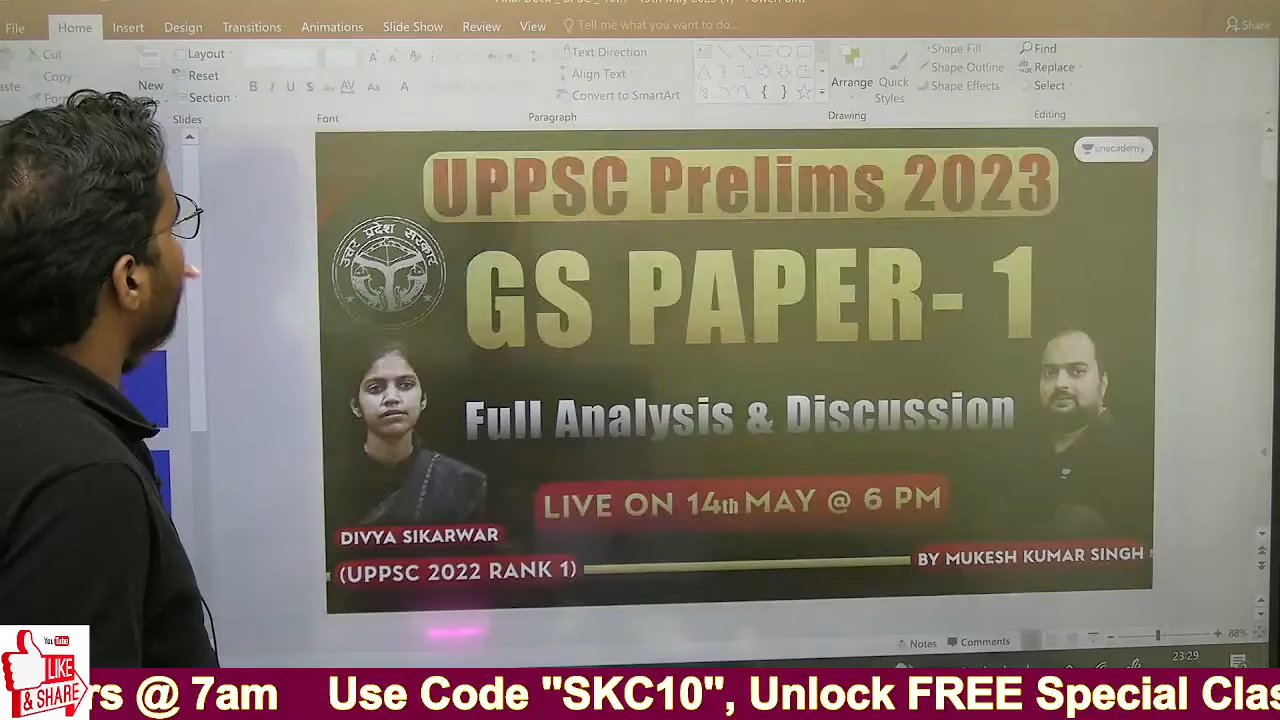 File Home Insert Design Transitions Animations Slide Show Review View Tell me what you want to do... Share
Cut
Copy
New
Slides
Layout
Reset
Section
B I U S abc AV Aa A
Font
Text Direction
Align Text
Convert to SmartArt
Paragraph
Arrange
Quick
Styles
Shape Fill
Shape Outline
Shape Effects
Drawing
Find
Replace
Select
Editing
unacademy
UPPSC Prelims 2023
उत्तर प्रदेश सरकार
GS PAPER- 1
Full Analysis & Discussion
LIVE ON 14th MAY @ 6 PM
DIVYA SIKARWAR
(UPPSC 2022 RANK 1)
BY MUKESH KUMAR SINGH
Notes Comments 88%
23:29
YouTube
LIKE
& SHARE
rs @ 7am Use Code "SKC10", Unlock FREE Special Clas